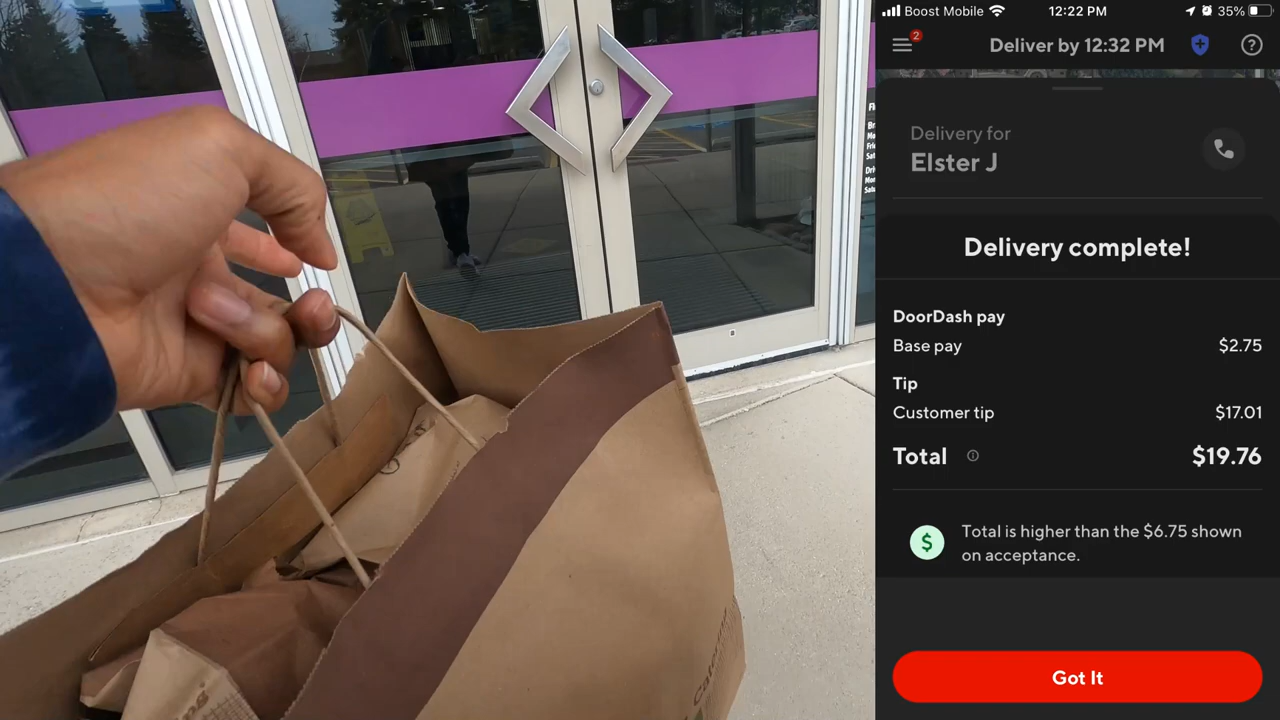 Boost Mobile
12:22 PM
35%
2
Deliver by 12:32 PM
?
Delivery for
Elster J
Delivery complete!
DoorDash pay
Base pay $2.75
Tip
Customer tip $17.01
Total $19.76
$
Total is higher than the $6.75 shown
on acceptance.
Got It